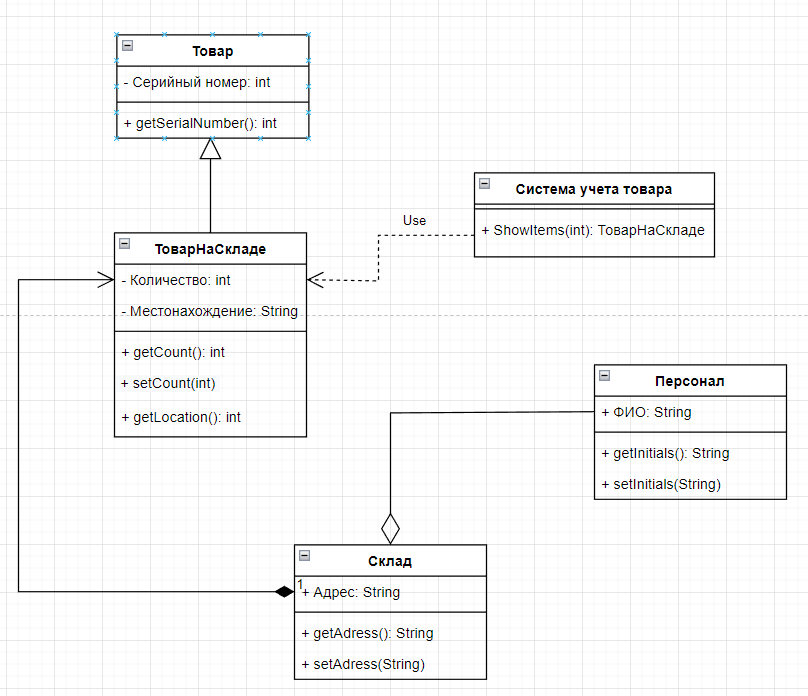 Товар
- Серийный номер: int
+ getSerialNumber(): int
Система учета товара
+ ShowItems(int): ТоварНаСкладе
Use
ТоварНаСкладе
- Количество: int
- Местонахождение: String
+ getCount(): int
+ setCount(int)
+ getLocation(): int
Персонал
+ ФИО: String
+ getInitials(): String
+ setInitials(String)
Склад
1
+ Адрес: String
+ getAdress(): String
+ setAdress(String)